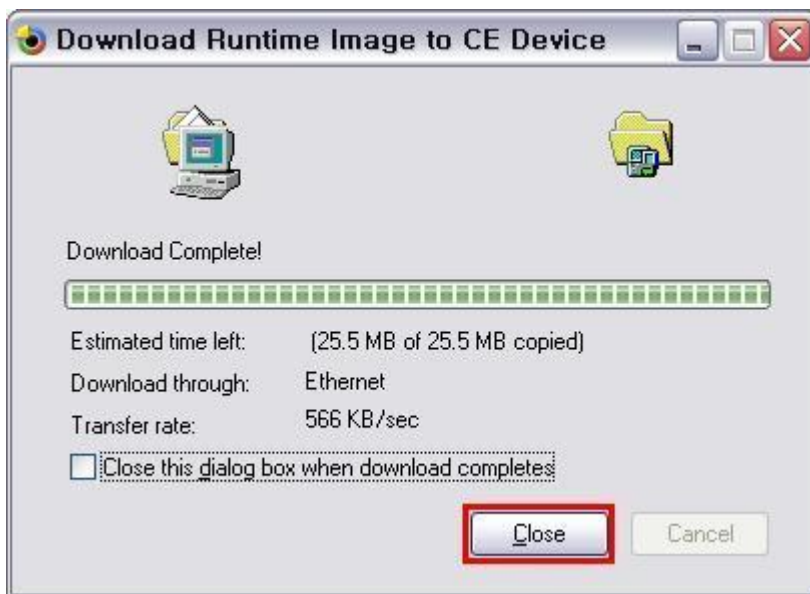 Download Runtime Image to CE Device
Download Complete!
Estimated time left: (25.5 MB of 25.5 MB copied)
Download through: Ethernet
Transfer rate: 566 KB/sec
Close this dialog box when download completes
Close Cancel